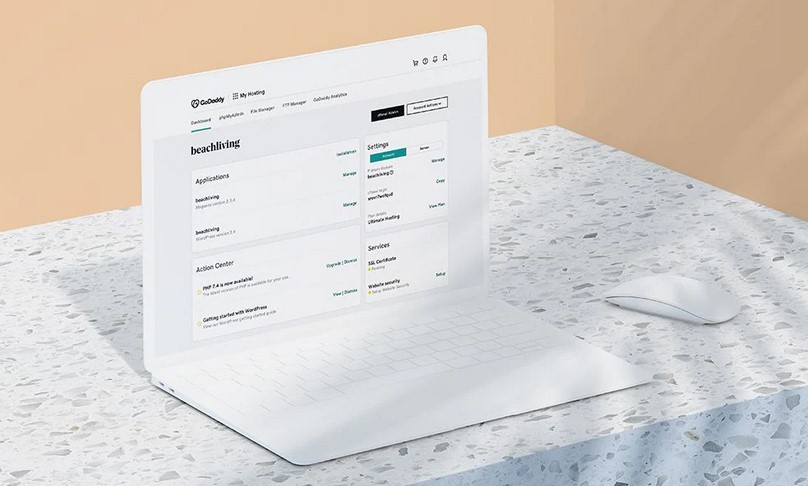 GoDaddy My Hosting
Dashboard phpMyAdmin File Manager FTP Manager GoDaddy Analytics
cPanel Admin Account Actions
beachliving
Installatron
Applications
Manage
beachliving
Magento version 2.3.4
Manage
beachliving
WordPress version 5.4
Settings
Account Server
Primary domain
Manage
beachliving
cPanel login
Copy
Plan details
View Plan
Ultimate Hosting
Action Center
PHP 7.4 is now available!
Upgrade | Dismiss
The latest version of PHP is available for your use.
Getting started with WordPress
View | Dismiss
View our WordPress getting started guide
Services
SSL Certificate
Pending
Website security
Setup
Setup Website Security